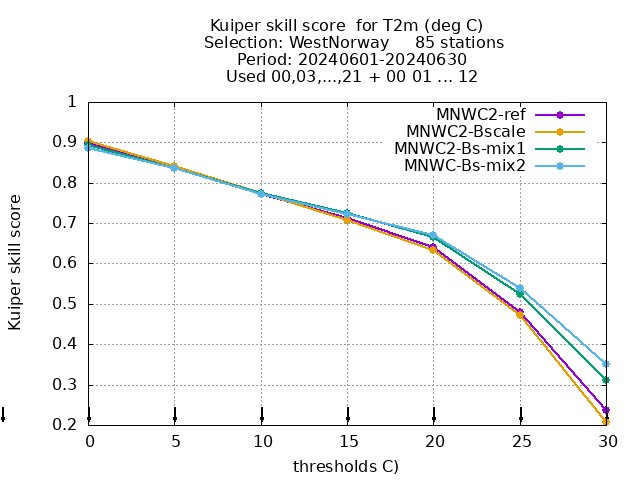 Kuiper skill score  for T2m (deg C)
Selection: WestNorway     85 stations
Period: 20240601-20240630
Used 00,03,...,21 + 00 01 ... 12
MNWC2-ref
MNWC2-Bscale
MNWC2-Bs-mix1
MNWC-Bs-mix2
Kuiper skill score
1
0.9
0.8
0.7
0.6
0.5
0.4
0.3
0.2
0 5 10 15 20 25 30
thresholds C)